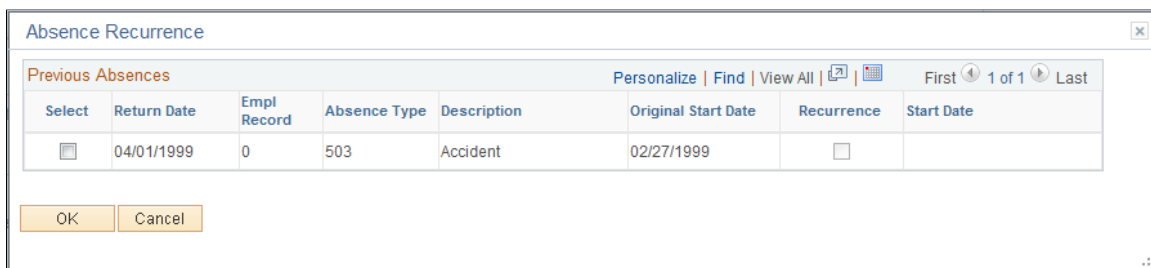 Absence Recurrence
Previous Absences Personalize | Find | View All | | First 1 of 1 Last
Select Return Date Empl Record Absence Type Description Original Start Date Recurrence Start Date
04/01/1999 0 503 Accident 02/27/1999
OK Cancel